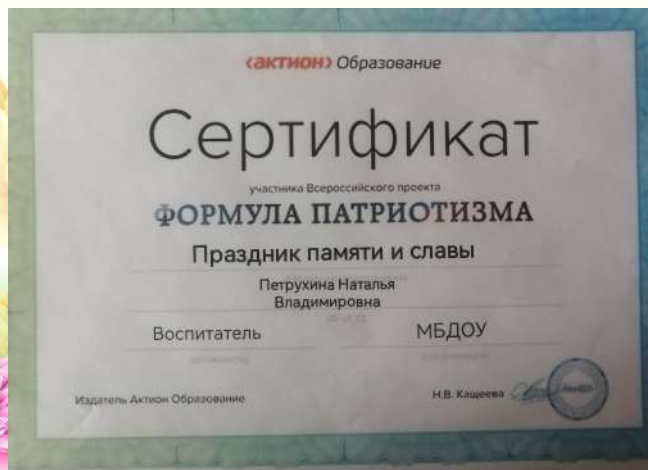 ‹актион› Образование
Сертификат
участника Всероссийского проекта
ФОРМУЛА ПАТРИОТИЗМА
Праздник памяти и славы
Петрухина Наталья
Владимировна
Воспитатель МБДОУ
Издатель Актион Образование Н.В. Кащеева